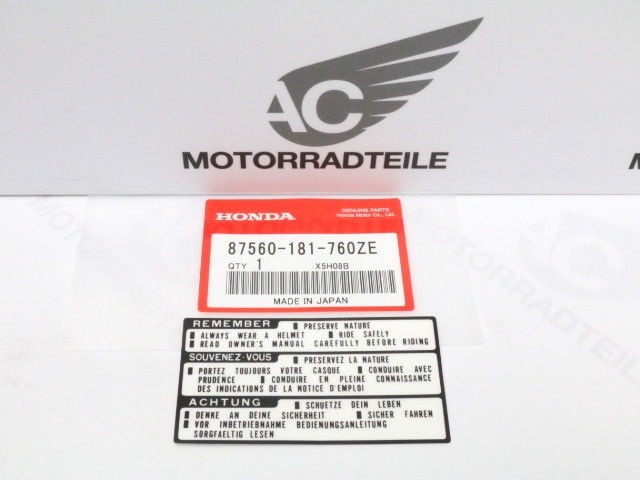 AC
MOTORRADTEILE
HONDA
GENUINE PARTS
Honda Motor Co., Ltd.
87560-181-760ZE
QTY 1 X5H08B
MADE IN JAPAN
REMEMBER ■ PRESERVE NATURE
■ ALWAYS WEAR A HELMET ■ RIDE SAFELY
■ READ OWNER'S MANUAL CAREFULLY BEFORE RIDING
SOUVENEZ-VOUS ■ PRESERVEZ LA NATURE
■ PORTEZ TOUJOURS VOTRE CASQUE ■ CONDUIRE AVEC
PRUDENCE ■ CONDUIRE EN PLEINE CONNAISSANCE
DES INDICATIONS DE LA NOTICE D'EMPLOI
ACHTUNG ■ SCHUETZE DEIN LEBEN
■ DENKE AN DEINE SICHERHEIT ■ SICHER FAHREN
■ VOR INBETRIEBNAHME BEDIENUNGSANLEITUNG
SORGFAELTIG LESEN
AC
MOTORRADTEILE